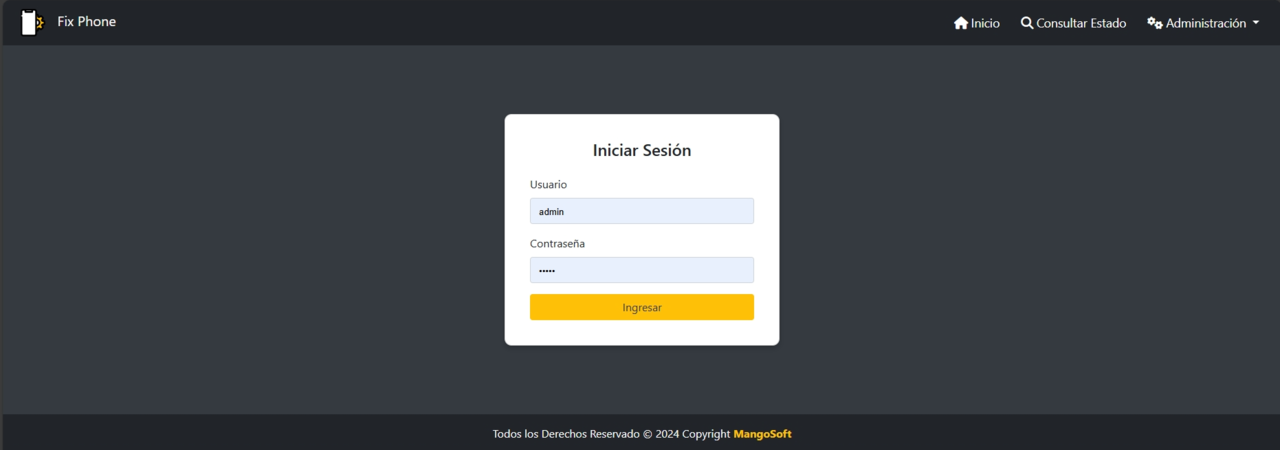 Fix Phone
Inicio
Consultar Estado
Administración
Iniciar Sesión
Usuario
admin
Contraseña
•••••
Ingresar
Todos los Derechos Reservado © 2024 Copyright MangoSoft